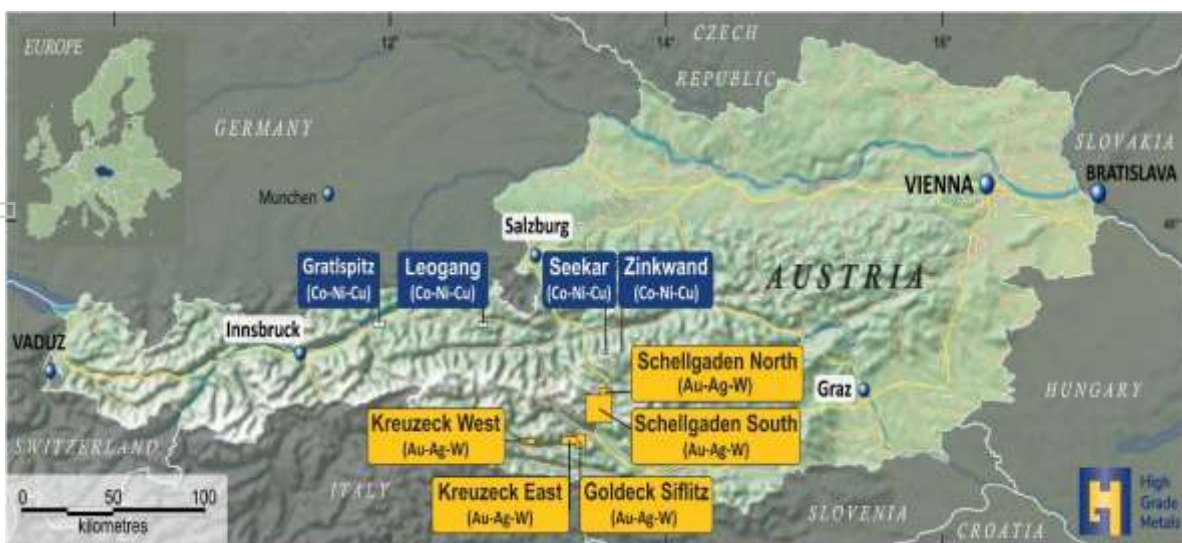 EUROPE
12°
14°
16°
CZECH
REPUBLIC
GERMANY
SLOVAKIA
BRATISLAVA
VIENNA
Munchen
48°
Salzburg
Gratlspitz
(Co-Ni-Cu)
Leogang
(Co-Ni-Cu)
Seekar
(Co-Ni-Cu)
Zinkwand
(Co-Ni-Cu)
AUSTRIA
Innsbruck
VADUZ
Schellgaden North
(Au-Ag-W)
Graz
HUNGARY
Kreuzeck West
(Au-Ag-W)
Schellgaden South
(Au-Ag-W)
SWITZERLAND
ITALY
Kreuzeck East
(Au-Ag-W)
Goldeck Siflitz
(Au-Ag-W)
SLOVENIA
CROATIA
0 50 100
kilometres
High
Grade
Metals